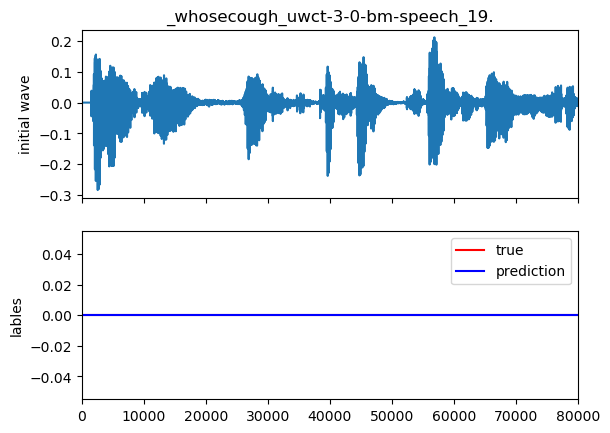 _whosecough_uwct-3-0-bm-speech_19.
initial wave
0.2
0.1
0.0
−0.1
−0.2
−0.3
lables
0.04
0.02
0.00
−0.02
−0.04
true
prediction
0 10000 20000 30000 40000 50000 60000 70000 80000